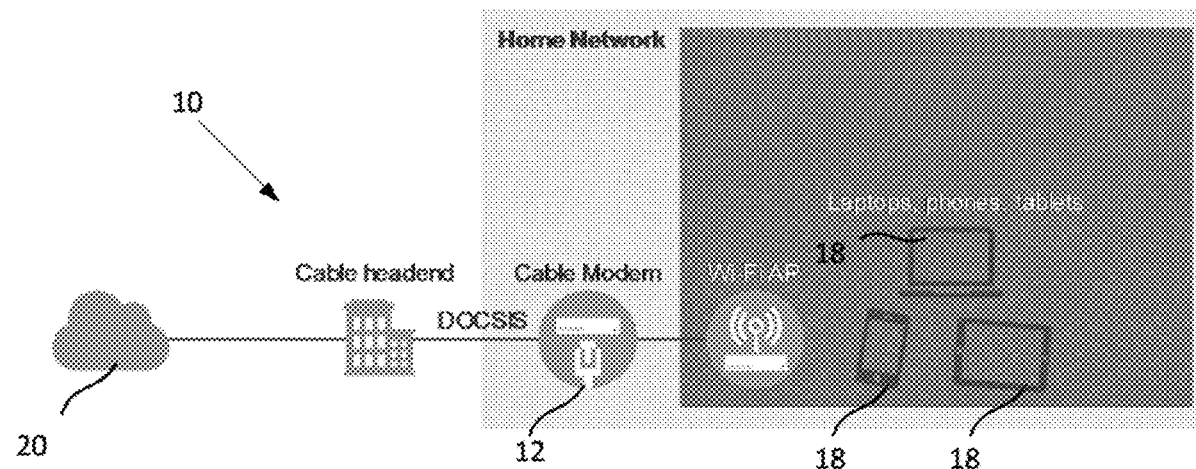 Home Network
10
Laptops, phones, tablets
18
Cable headend
Cable Modem
Wi-Fi AP
DOCSIS
20
12
18
18